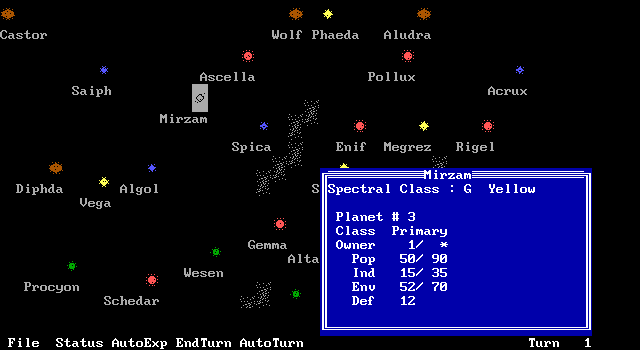 Castor Wolf Phaeda Aludra
Ascella Pollux
Saiph Acrux
Mirzam
Spica Enif Megrez Rigel
Mirzam
Diphda Algol S Spectral Class : G Yellow
Vega
Planet # 3
Class Primary
Owner 1/ *
Gemma Pop 50/ 90
Alta
Wesen Ind 15/ 35
Procyon Env 52/ 70
Schedar Def 12
File Status AutoExp EndTurn AutoTurn Turn 1